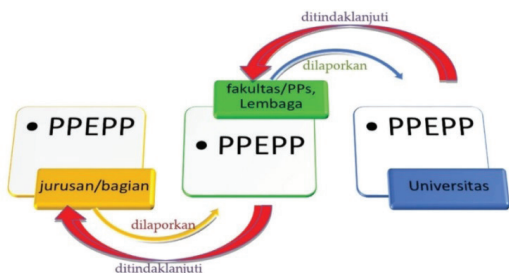 ditindaklanjuti
dilaporkan
fakultas/PPs,
Lembaga
• PPEPP
• PPEPP
• PPEPP
jurusan/bagian
Universitas
dilaporkan
ditindaklanjuti